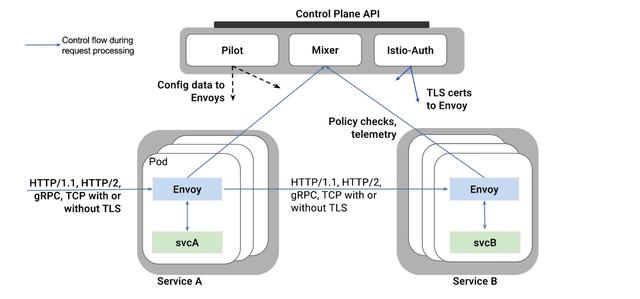 Control Plane API
Control flow during
request processing
Pilot
Mixer
Istio-Auth
Config data to
Envoys
TLS certs
to Envoy
Policy checks,
telemetry
Pod
HTTP/1.1, HTTP/2,
gRPC, TCP with or
without TLS
Envoy
HTTP/1.1, HTTP/2,
gRPC, TCP with or
without TLS
Envoy
svcA
svcB
Service A
Service B